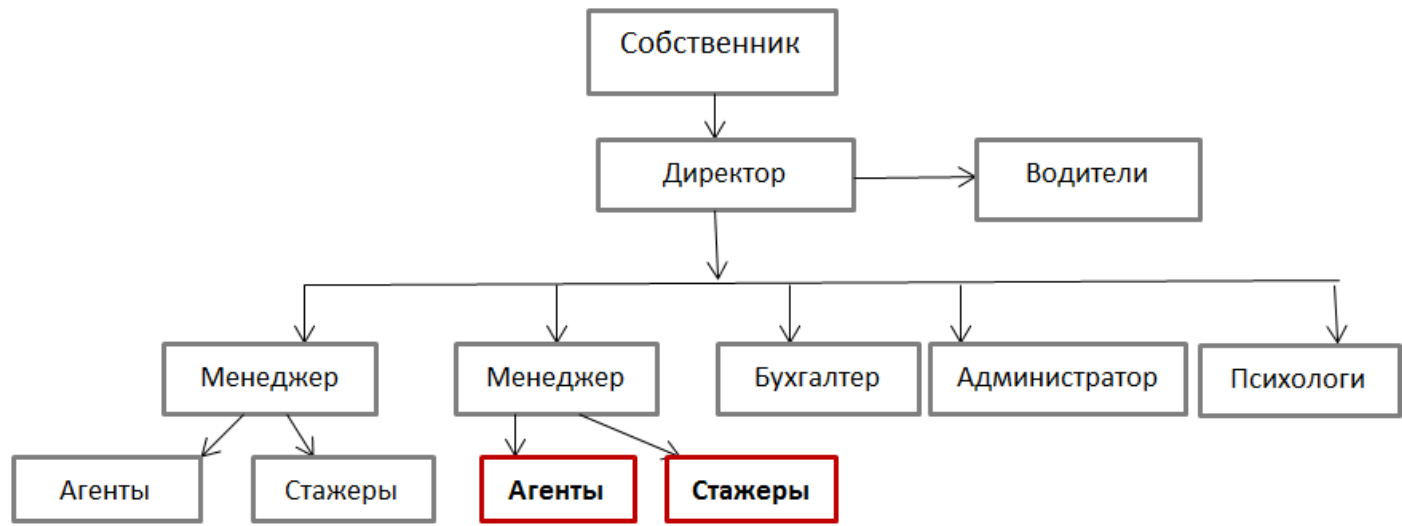 Собственник
Директор
Водители
Менеджер
Менеджер
Бухгалтер
Администратор
Психологи
Агенты
Стажеры
Агенты
Стажеры